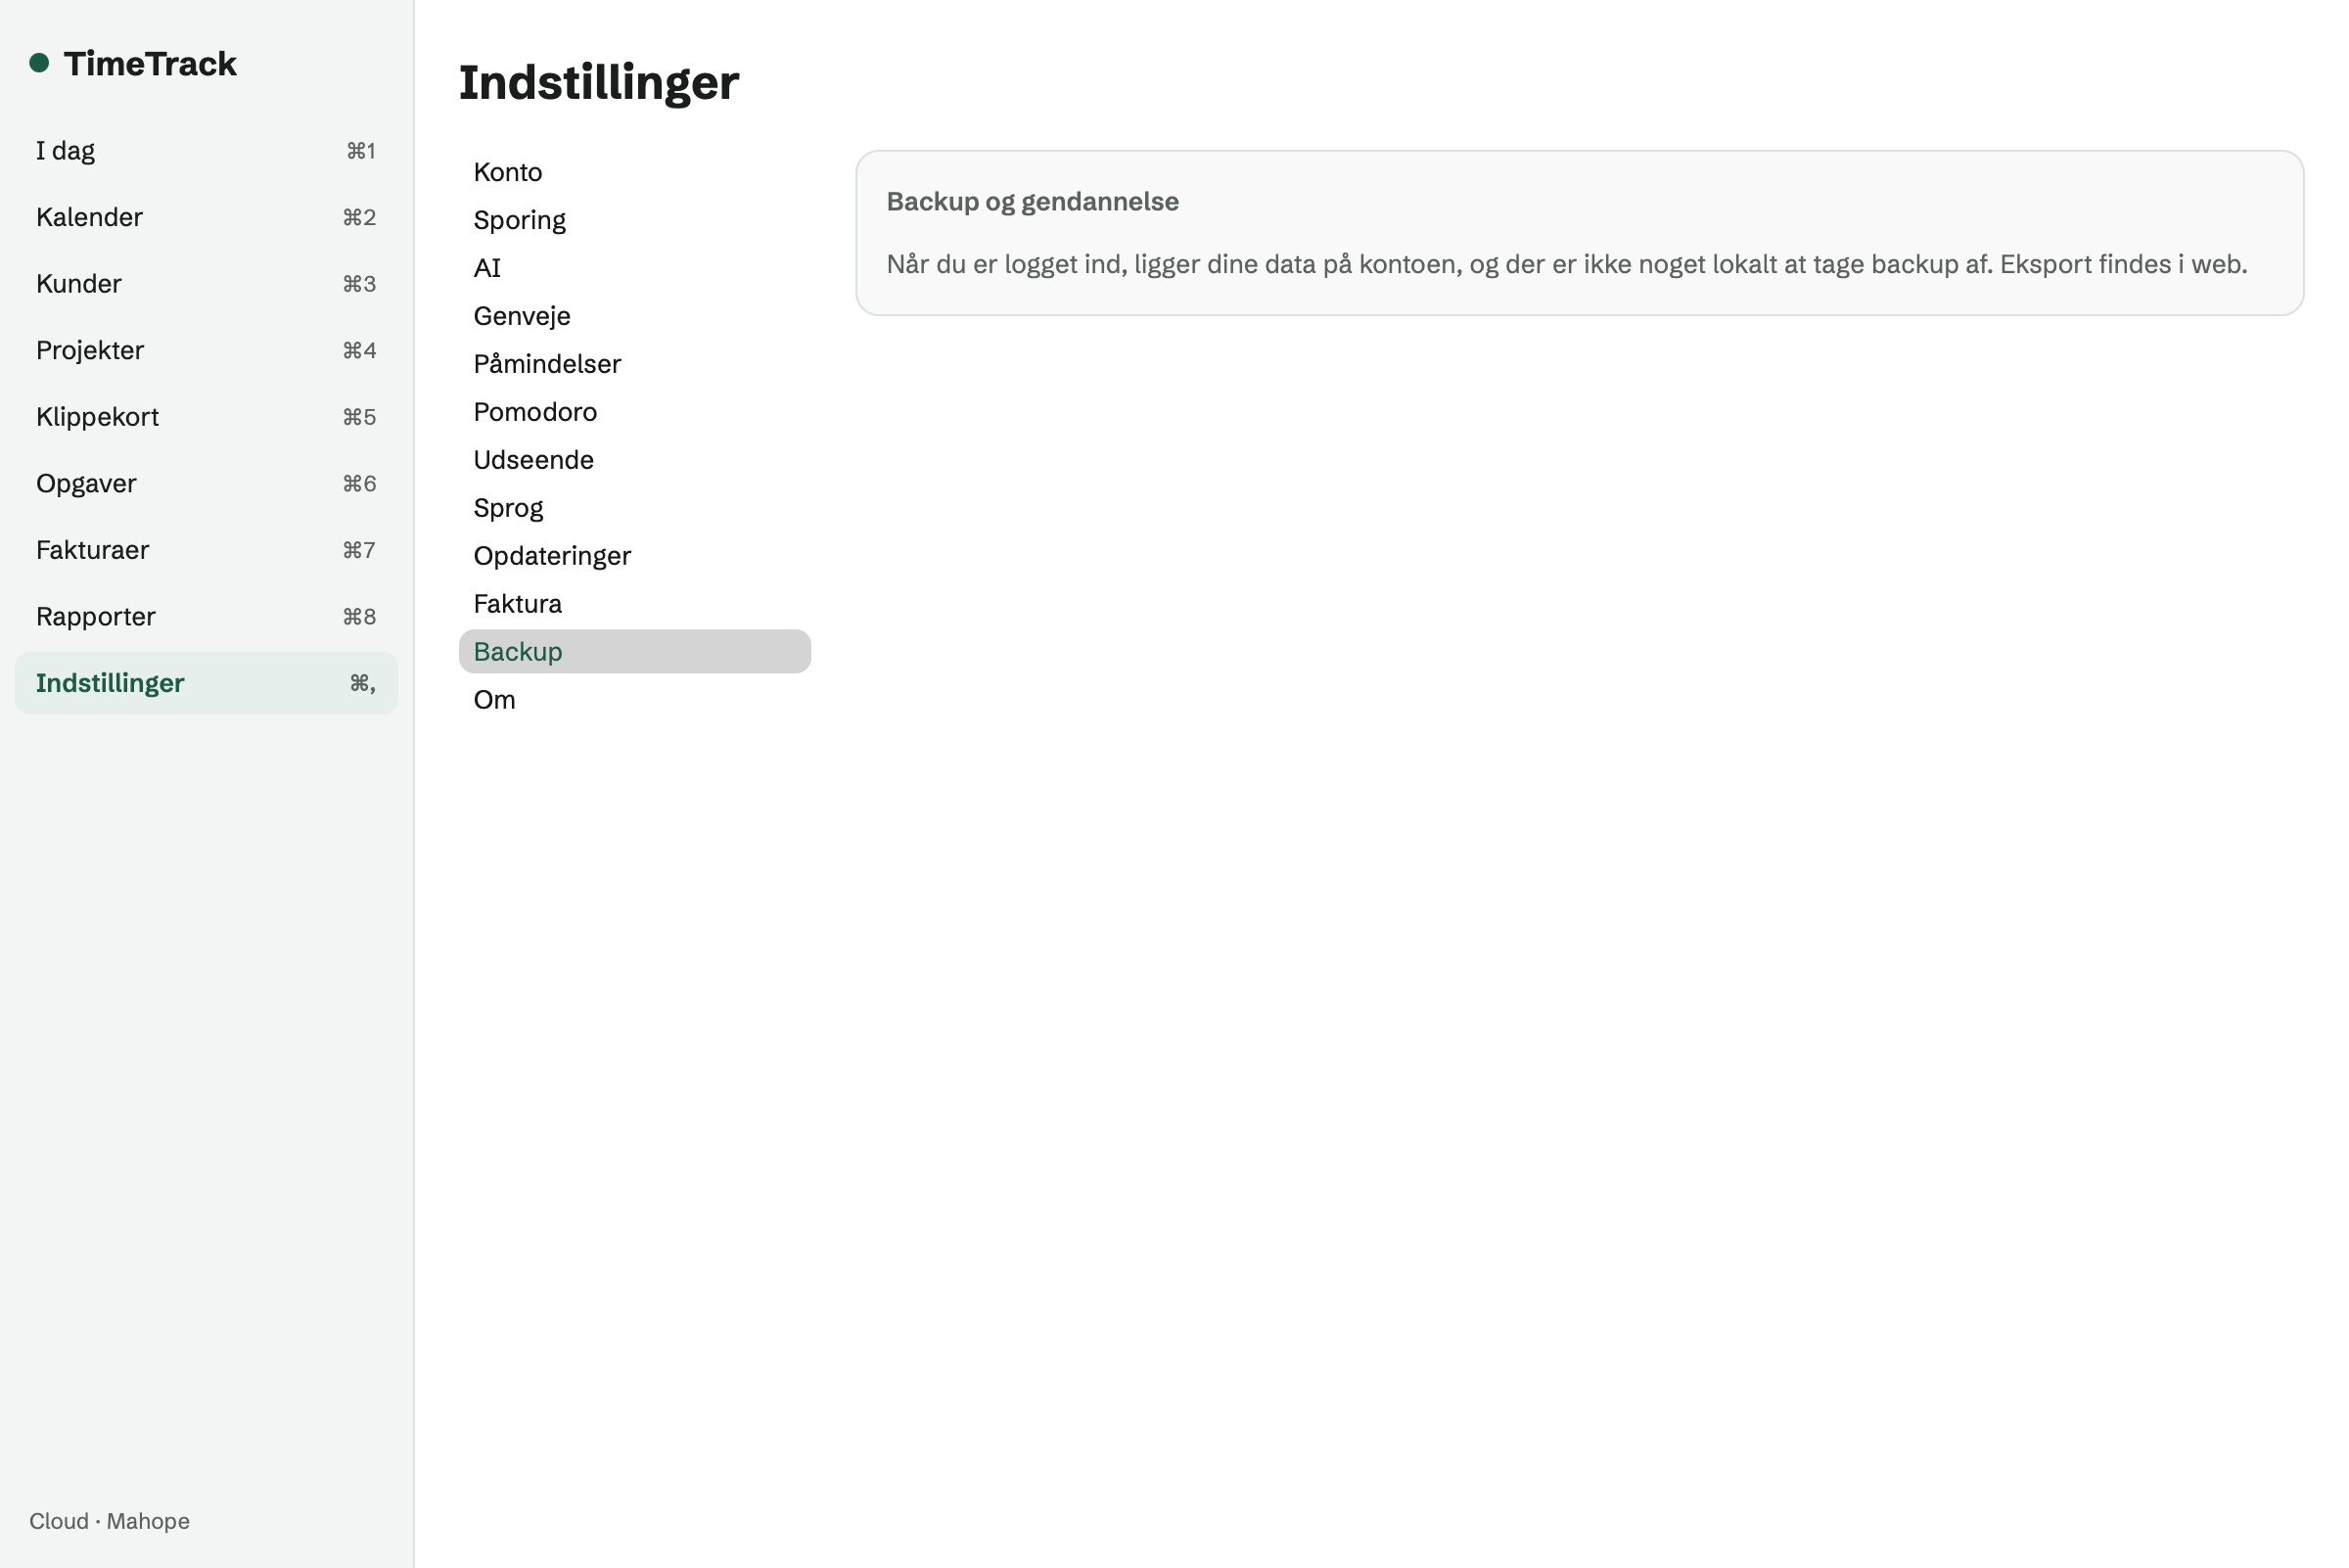 TimeTrack
I dag ⌘1
Kalender ⌘2
Kunder ⌘3
Projekter ⌘4
Klippekort ⌘5
Opgaver ⌘6
Fakturaer ⌘7
Rapporter ⌘8
Indstillinger ⌘,
Cloud · Mahope
Indstillinger
Konto
Sporing
AI
Genveje
Påmindelser
Pomodoro
Udseende
Sprog
Opdateringer
Faktura
Backup
Om
Backup og gendannelse
Når du er logget ind, ligger dine data på kontoen, og der er ikke noget lokalt at tage backup af. Eksport findes i web.